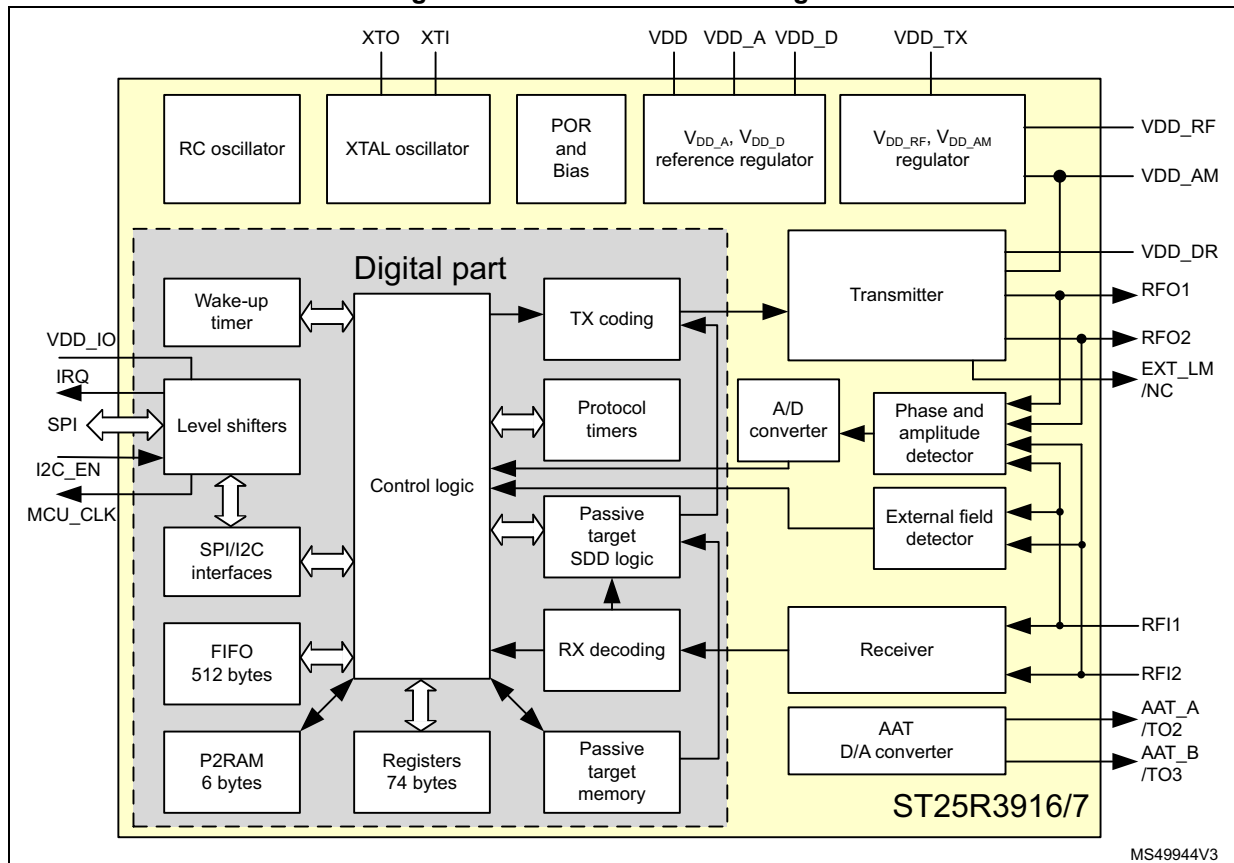 XTO XTI VDD VDD_A VDD_D VDD_TX
RC oscillator
XTAL oscillator
POR
and
Bias
VDD_A, VDD_D
reference regulator
VDD_RF, VDD_AM
regulator
VDD_RF
VDD_AM
VDD_DR
RFO1
RFO2
EXT_LM
/NC
Digital part
Wake-up
timer
TX coding
Transmitter
VDD_IO
IRQ
SPI
I2C_EN
MCU_CLK
Level shifters
Control logic
Protocol
timers
A/D
converter
Phase and
amplitude
detector
SPI/I2C
interfaces
Passive
target
SDD logic
External field
detector
FIFO
512 bytes
RX decoding
Receiver
RFI1
RFI2
P2RAM
6 bytes
Registers
74 bytes
Passive
target
memory
AAT
D/A converter
AAT_A
/TO2
AAT_B
/TO3
ST25R3916/7
MS49944V3